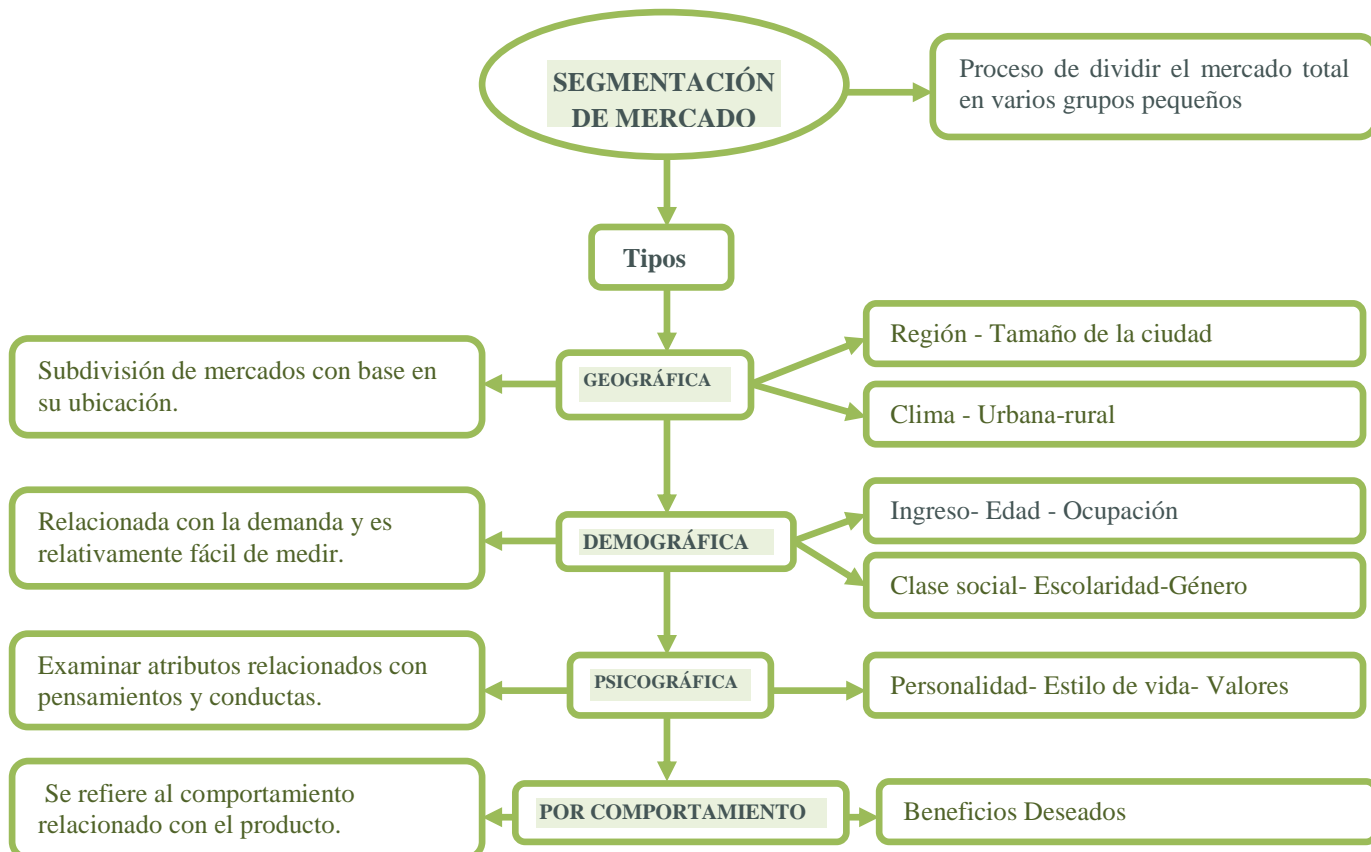 SEGMENTACIÓN
DE MERCADO
Proceso de dividir el mercado total
en varios grupos pequeños
Tipos
Subdivisión de mercados con base en
su ubicación.
GEOGRÁFICA
Región - Tamaño de la ciudad
Clima - Urbana-rural
Relacionada con la demanda y es
relativamente fácil de medir.
DEMOGRÁFICA
Ingreso- Edad - Ocupación
Clase social- Escolaridad-Género
Examinar atributos relacionados con
pensamientos y conductas.
PSICOGRÁFICA
Personalidad- Estilo de vida- Valores
Se refiere al comportamiento
relacionado con el producto.
POR COMPORTAMIENTO
Beneficios Deseados